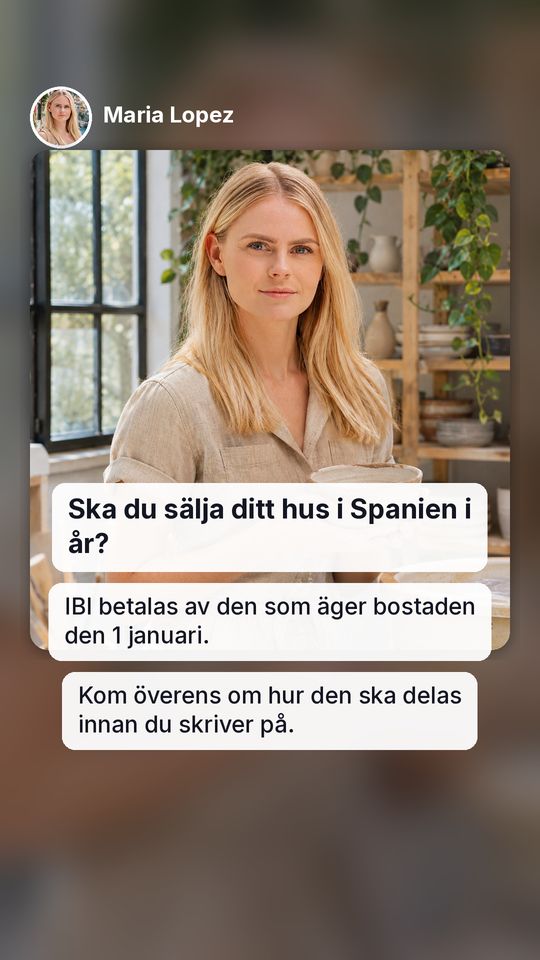 Maria Lopez
Ska du sälja ditt hus i Spanien i
år?
IBI betalas av den som äger bostaden
den 1 januari.
Kom överens om hur den ska delas
innan du skriver på.